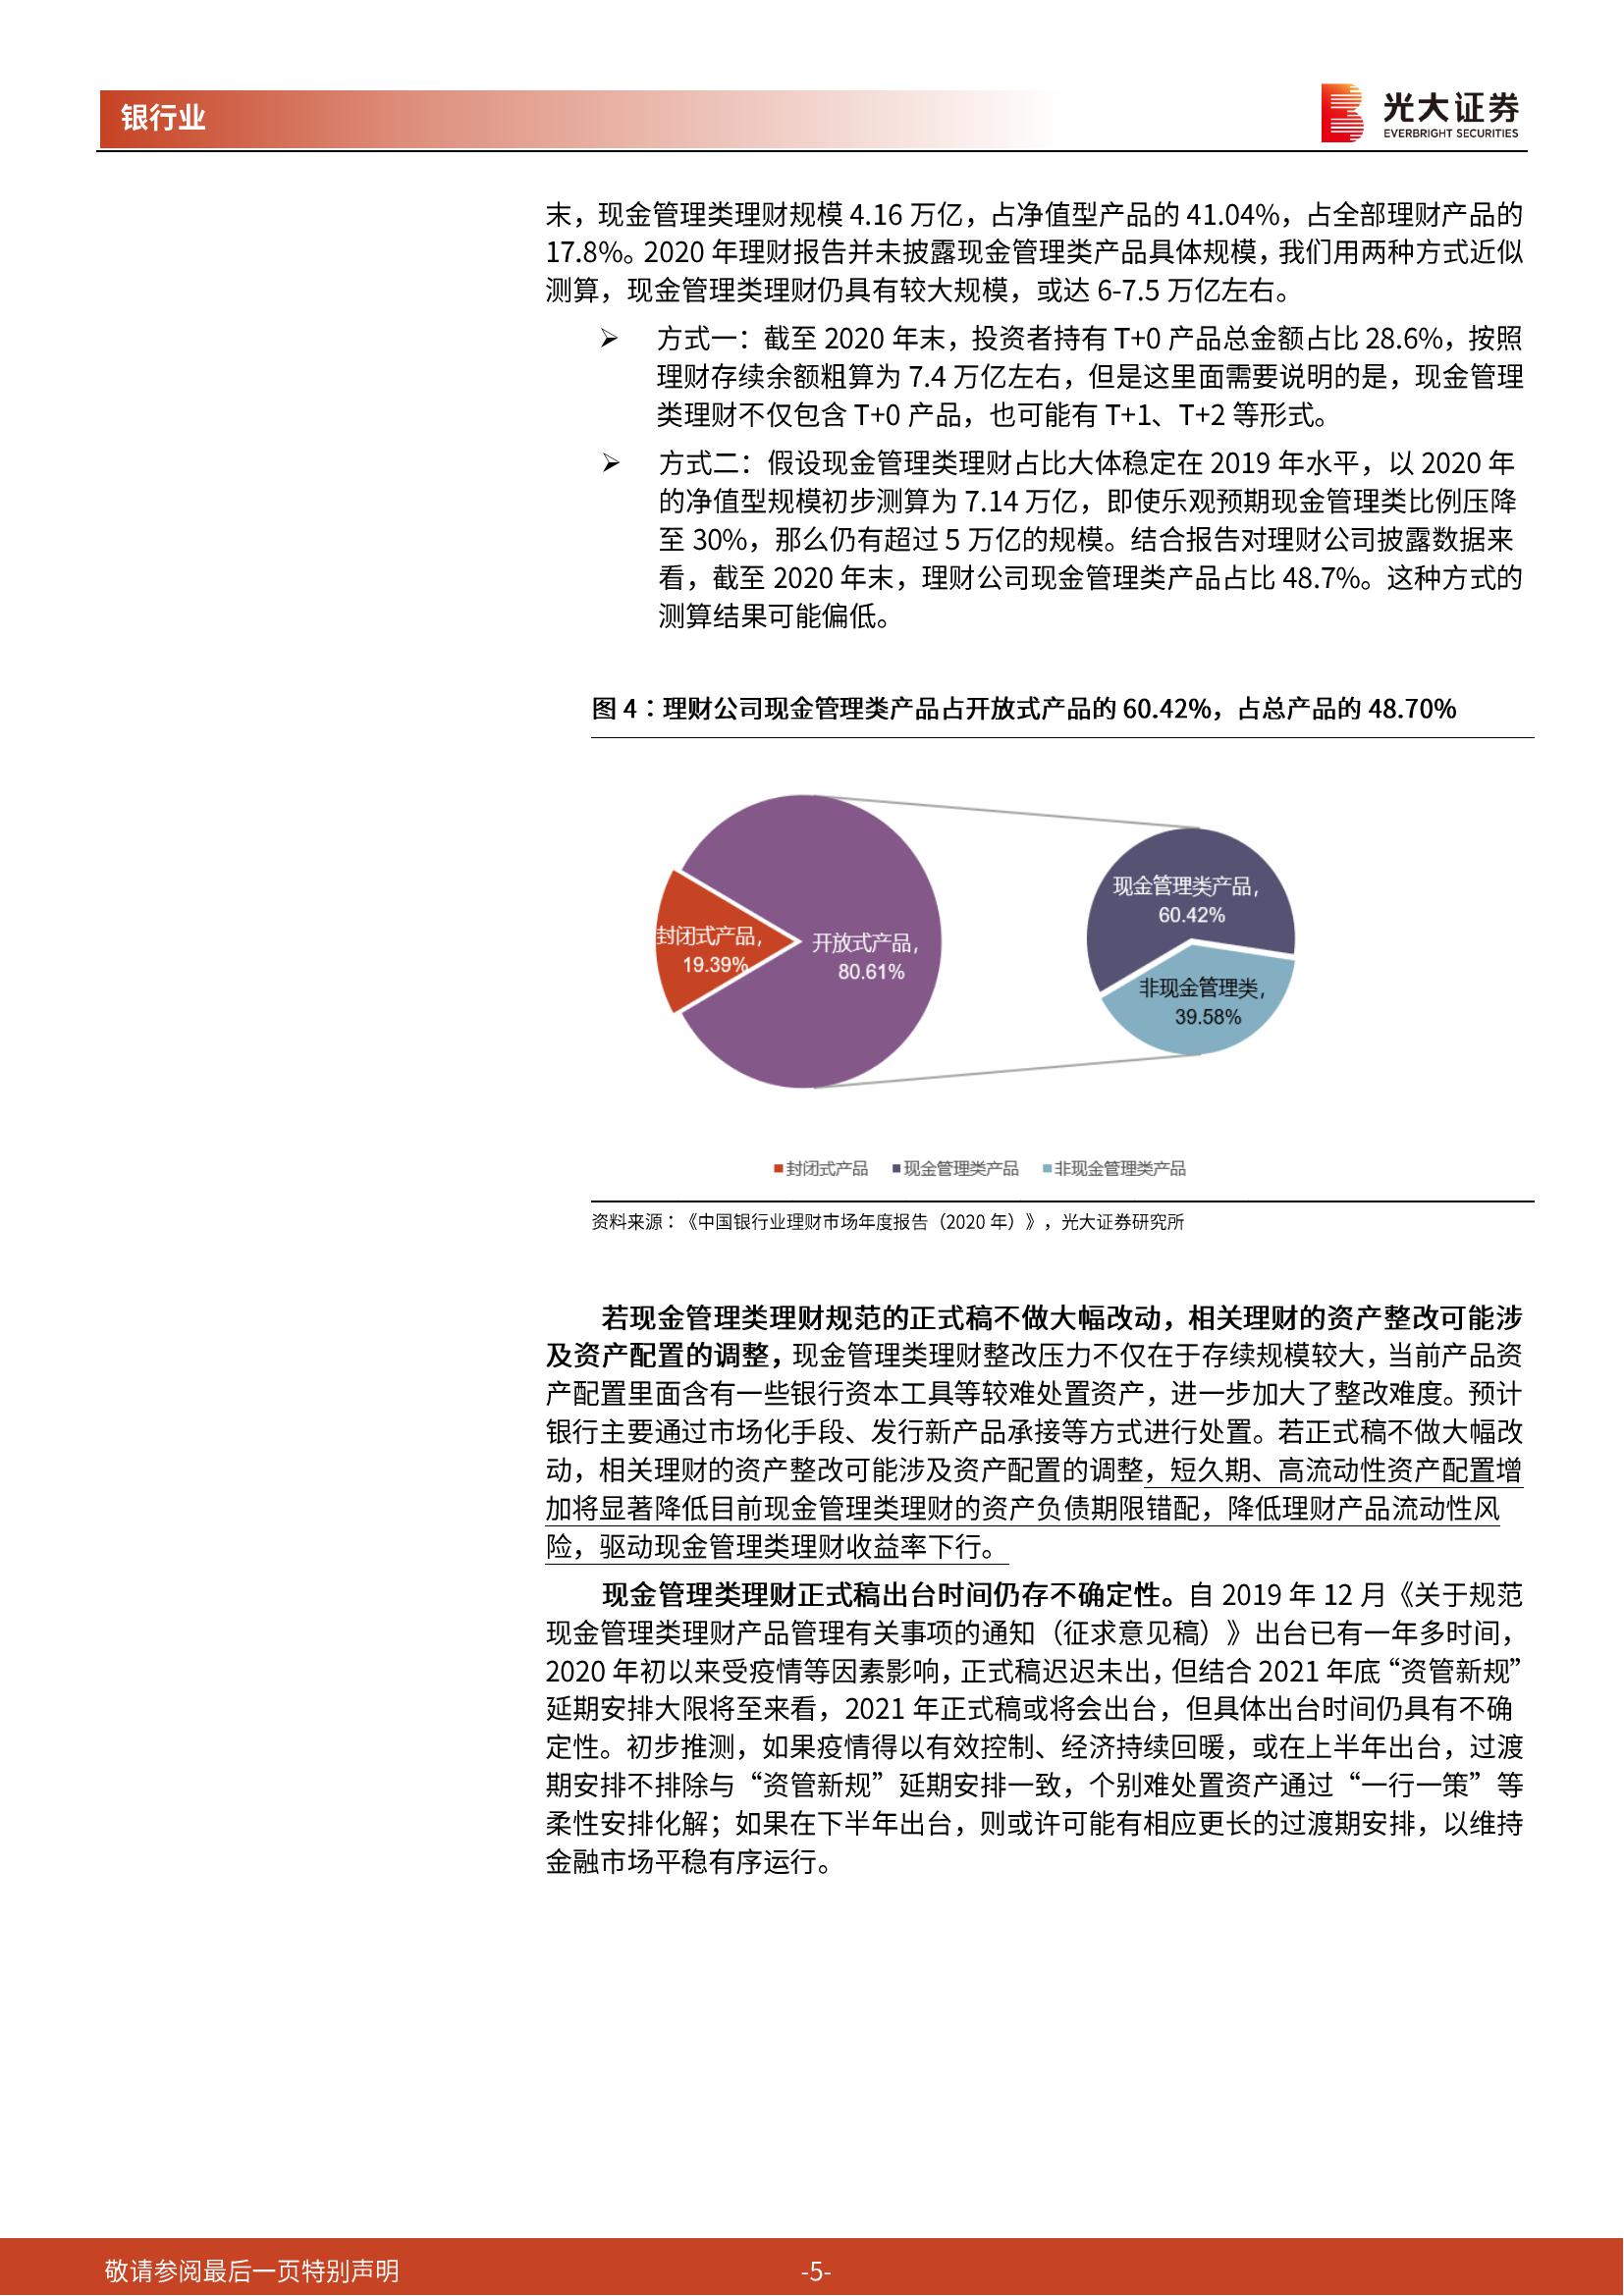 银行业
光大证券
EVERBRIGHT SECURITIES
末，现金管理类理财规模 4.16 万亿，占净值型产品的 41.04%，占全部理财产品的
17.8%。2020 年理财报告并未披露现金管理类产品具体规模，我们用两种方式近似
测算，现金管理类理财仍具有较大规模，或达 6-7.5 万亿左右。
➢ 方式一：截至 2020 年末，投资者持有 T+0 产品总金额占比 28.6%，按照
理财存续余额粗算为 7.4 万亿左右，但是这里面需要说明的是，现金管理
类理财不仅包含 T+0 产品，也可能有 T+1、T+2 等形式。
➢ 方式二：假设现金管理类理财占比大体稳定在 2019 年水平，以 2020 年
的净值型规模初步测算为 7.14 万亿，即使乐观预期现金管理类比例压降
至 30%，那么仍有超过 5 万亿的规模。结合报告对理财公司披露数据来
看，截至 2020 年末，理财公司现金管理类产品占比 48.7%。这种方式的
测算结果可能偏低。
图 4：理财公司现金管理类产品占开放式产品的 60.42%，占总产品的 48.70%
封闭式产品,
19.39%
开放式产品,
80.61%
现金管理类产品,
60.42%
非现金管理类,
39.58%
封闭式产品 现金管理类产品 非现金管理类产品
资料来源：《中国银行业理财市场年度报告（2020 年）》，光大证券研究所
若现金管理类理财规范的正式稿不做大幅改动，相关理财的资产整改可能涉
及资产配置的调整，现金管理类理财整改压力不仅在于存续规模较大，当前产品资
产配置里面含有一些银行资本工具等较难处置资产，进一步加大了整改难度。预计
银行主要通过市场化手段、发行新产品承接等方式进行处置。若正式稿不做大幅改
动，相关理财的资产整改可能涉及资产配置的调整，短久期、高流动性资产配置增
加将显著降低目前现金管理类理财的资产负债期限错配，降低理财产品流动性风
险，驱动现金管理类理财收益率下行。
现金管理类理财正式稿出台时间仍存不确定性。自 2019 年 12 月《关于规范
现金管理类理财产品管理有关事项的通知（征求意见稿）》出台已有一年多时间，
2020 年初以来受疫情等因素影响，正式稿迟迟未出，但结合 2021 年底“资管新规”
延期安排大限将至来看，2021 年正式稿或将会出台，但具体出台时间仍具有不确
定性。初步推测，如果疫情得以有效控制、经济持续回暖，或在上半年出台，过渡
期安排不排除与“资管新规”延期安排一致，个别难处置资产通过“一行一策”等
柔性安排化解；如果在下半年出台，则或许可能有相应更长的过渡期安排，以维持
金融市场平稳有序运行。
敬请参阅最后一页特别声明
-5-